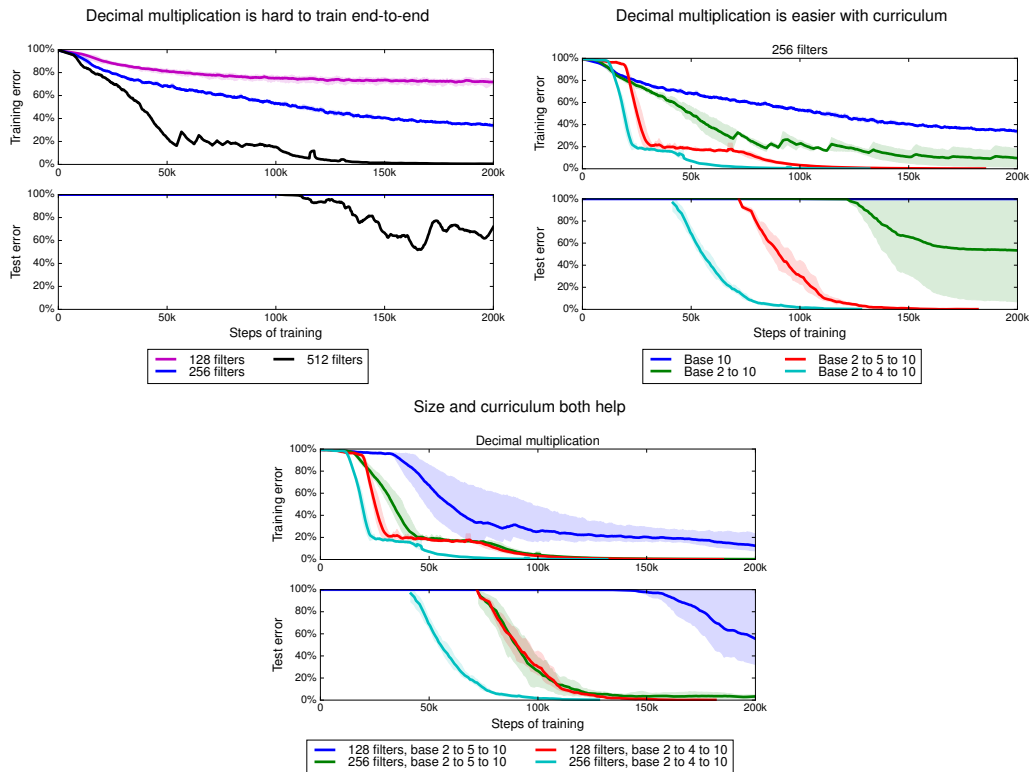 Decimal multiplication is hard to train end-to-end
100%
80%
60%
40%
20%
0%
Training error
0
50k
100k
150k
200k
100%
80%
60%
40%
20%
0%
Test error
0
50k
100k
150k
200k
Steps of training
128 filters
256 filters
512 filters
Decimal multiplication is easier with curriculum
256 filters
100%
80%
60%
40%
20%
0%
Training error
0
50k
100k
150k
200k
100%
80%
60%
40%
20%
0%
Test error
0
50k
100k
150k
200k
Steps of training
Base 10
Base 2 to 10
Base 2 to 5 to 10
Base 2 to 4 to 10
Size and curriculum both help
Decimal multiplication
100%
80%
60%
40%
20%
0%
Training error
0
50k
100k
150k
200k
100%
80%
60%
40%
20%
0%
Test error
0
50k
100k
150k
200k
Steps of training
128 filters, base 2 to 5 to 10
256 filters, base 2 to 5 to 10
128 filters, base 2 to 4 to 10
256 filters, base 2 to 4 to 10